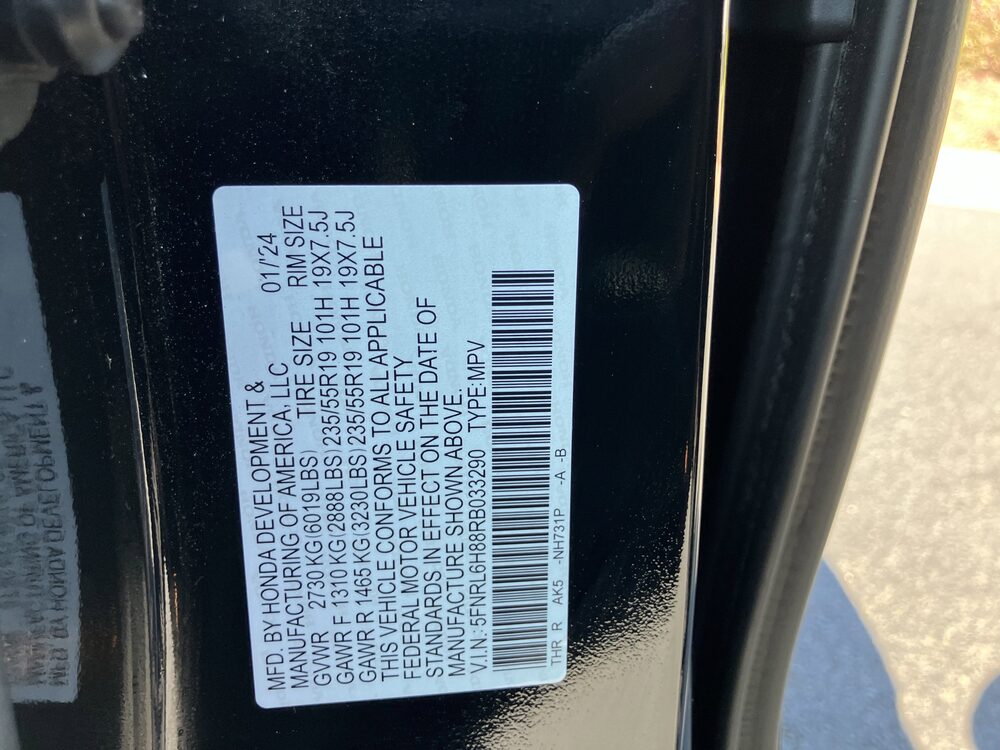 MFD. BY HONDA DEVELOPMENT &
MANUFACTURING OF AMERICA, LLC 01/'24
GVWR 2730 KG(6019LBS) TIRE SIZE RIM SIZE
GAWR F 1310 KG(2888LBS) 235/55R19 101H 19X7.5J
GAWR R 1465 KG(3230LBS) 235/55R19 101H 19X7.5J
THIS VEHICLE CONFORMS TO ALL APPLICABLE
FEDERAL MOTOR VEHICLE SAFETY
STANDARDS IN EFFECT ON THE DATE OF
MANUFACTURE SHOWN ABOVE.
V.I.N.: 5FNRL6H88RB033290 TYPE: MPV
THR R AK5 -NH731P -A -B